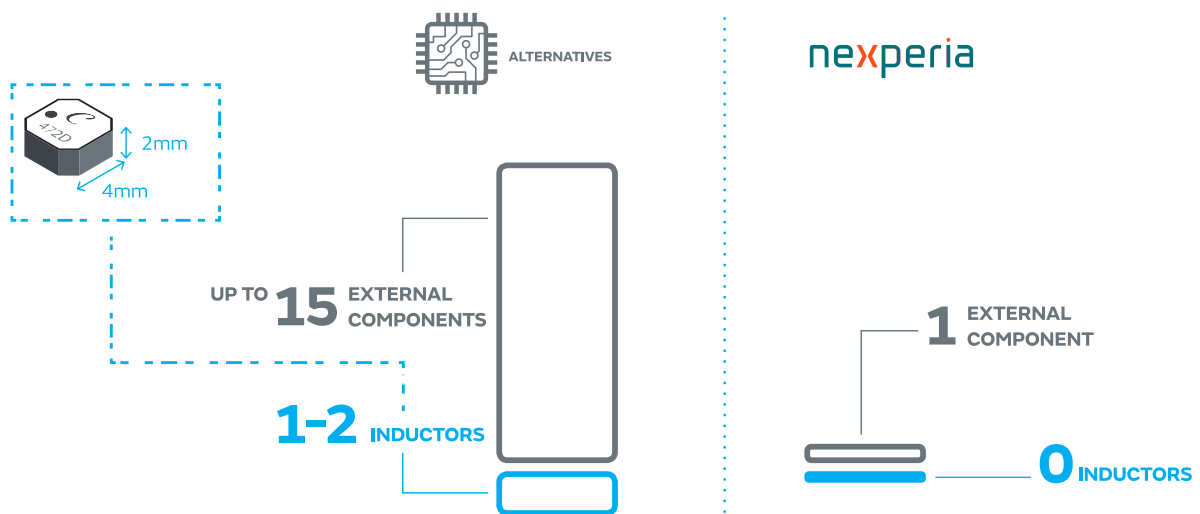 ALTERNATIVES
nexperia
C
472D
2mm
4mm
UP TO 15 EXTERNAL
COMPONENTS
1-2 INDUCTORS
1 EXTERNAL
COMPONENT
0 INDUCTORS